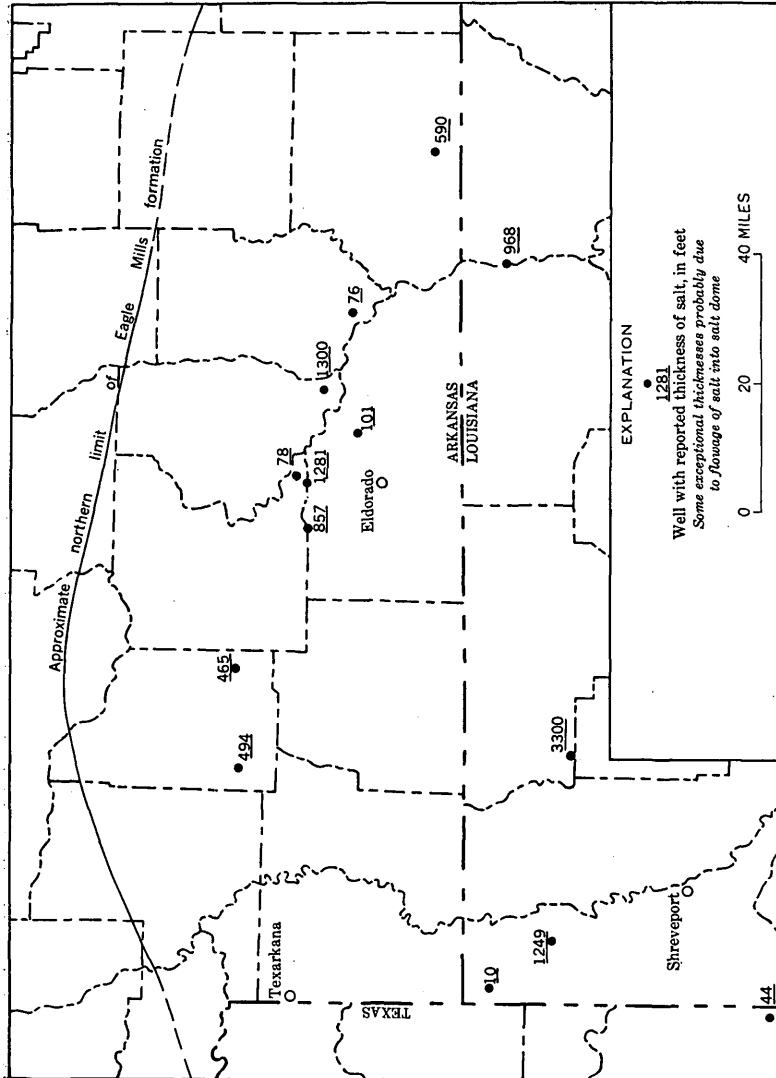 Approximate northern limit of Eagle Mills formation
494
465
857
1281
78
1300
76
101
590
968
Texarkana
Eldorado
ARKANSAS
LOUISIANA
TEXAS
10
1249
3300
Shreveport
44
EXPLANATION
1281
Well with reported thickness of salt, in feet
Some exceptional thicknesses probably due
to flowage of salt into salt dome
0 20 40 MILES